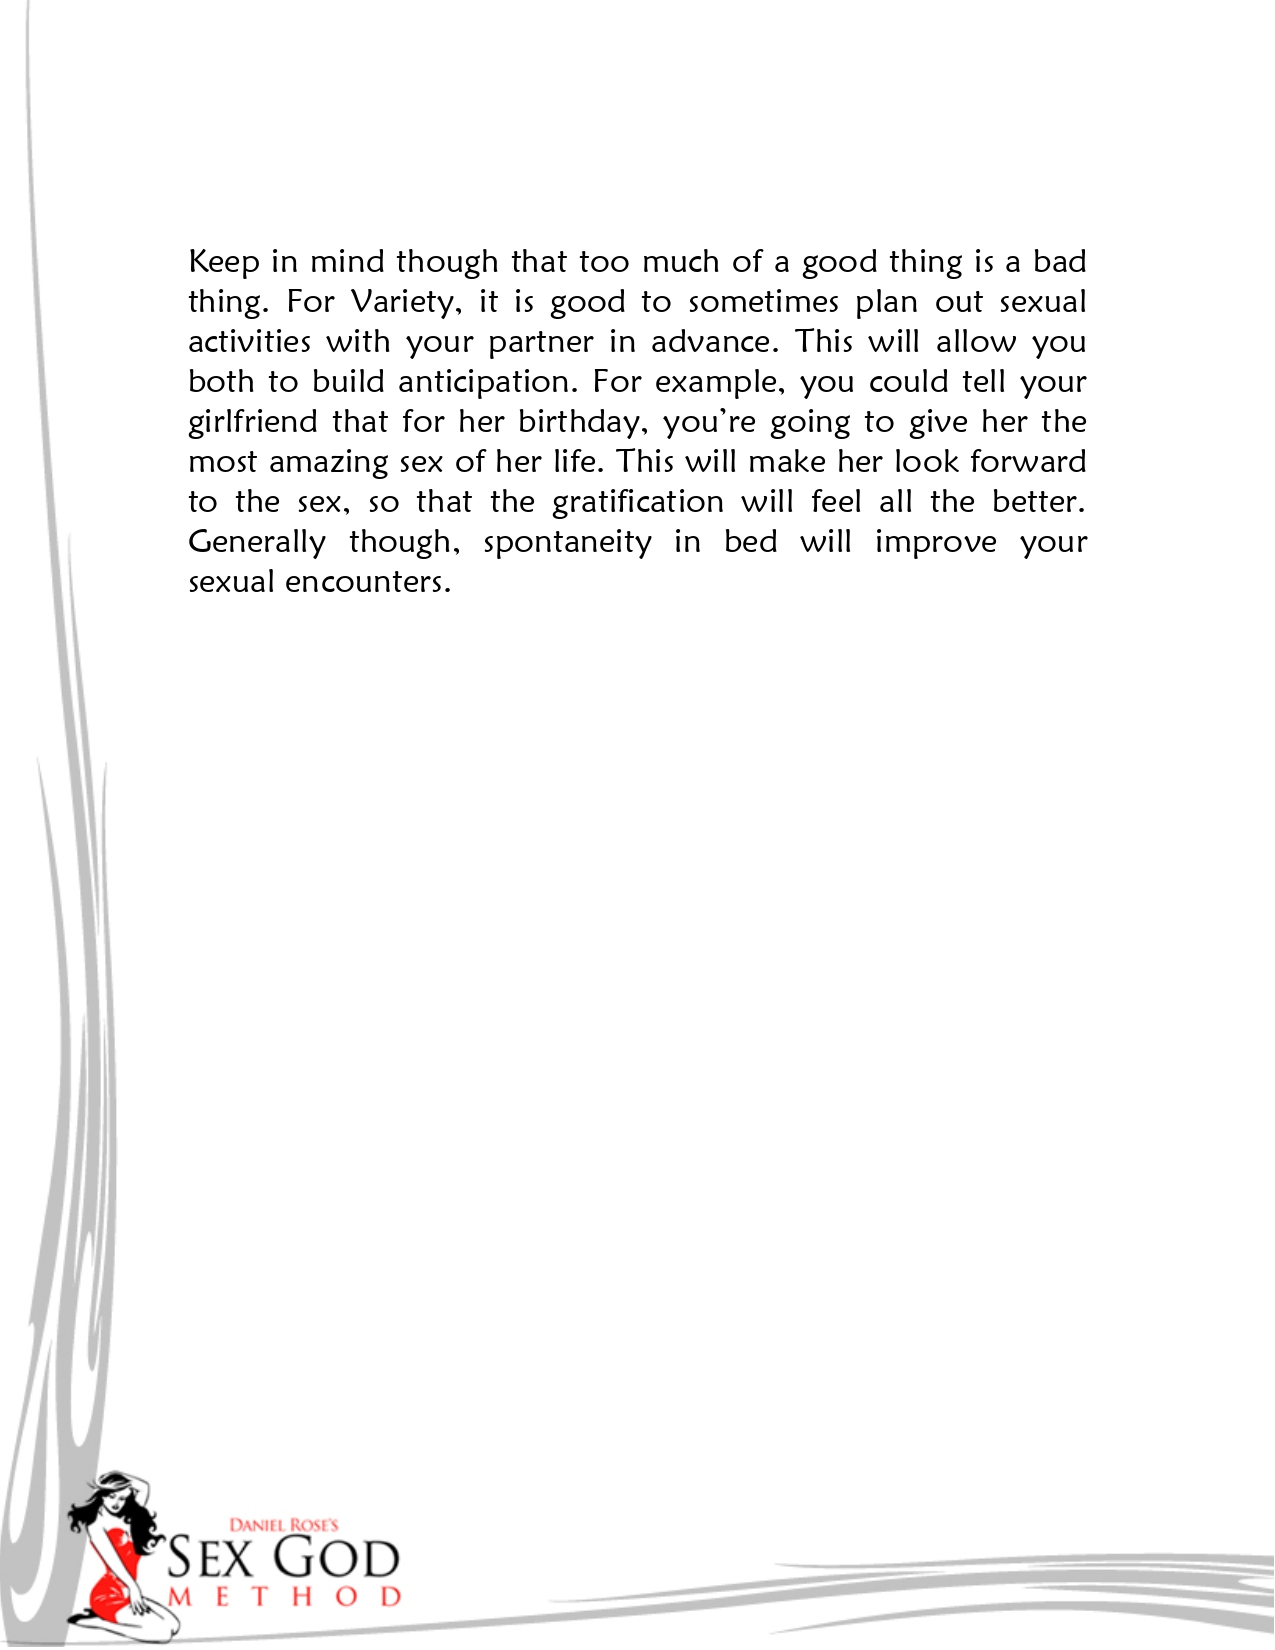 Keep in mind though that too much of a good thing is a bad
thing. For Variety, it is good to sometimes plan out sexual
activities with your partner in advance. This will allow you
both to build anticipation. For example, you could tell your
girlfriend that for her birthday, you’re going to give her the
most amazing sex of her life. This will make her look forward
to the sex, so that the gratification will feel all the better.
Generally though, spontaneity in bed will improve your
sexual encounters.
DANIEL ROSE'S
SEX GOD
METHOD